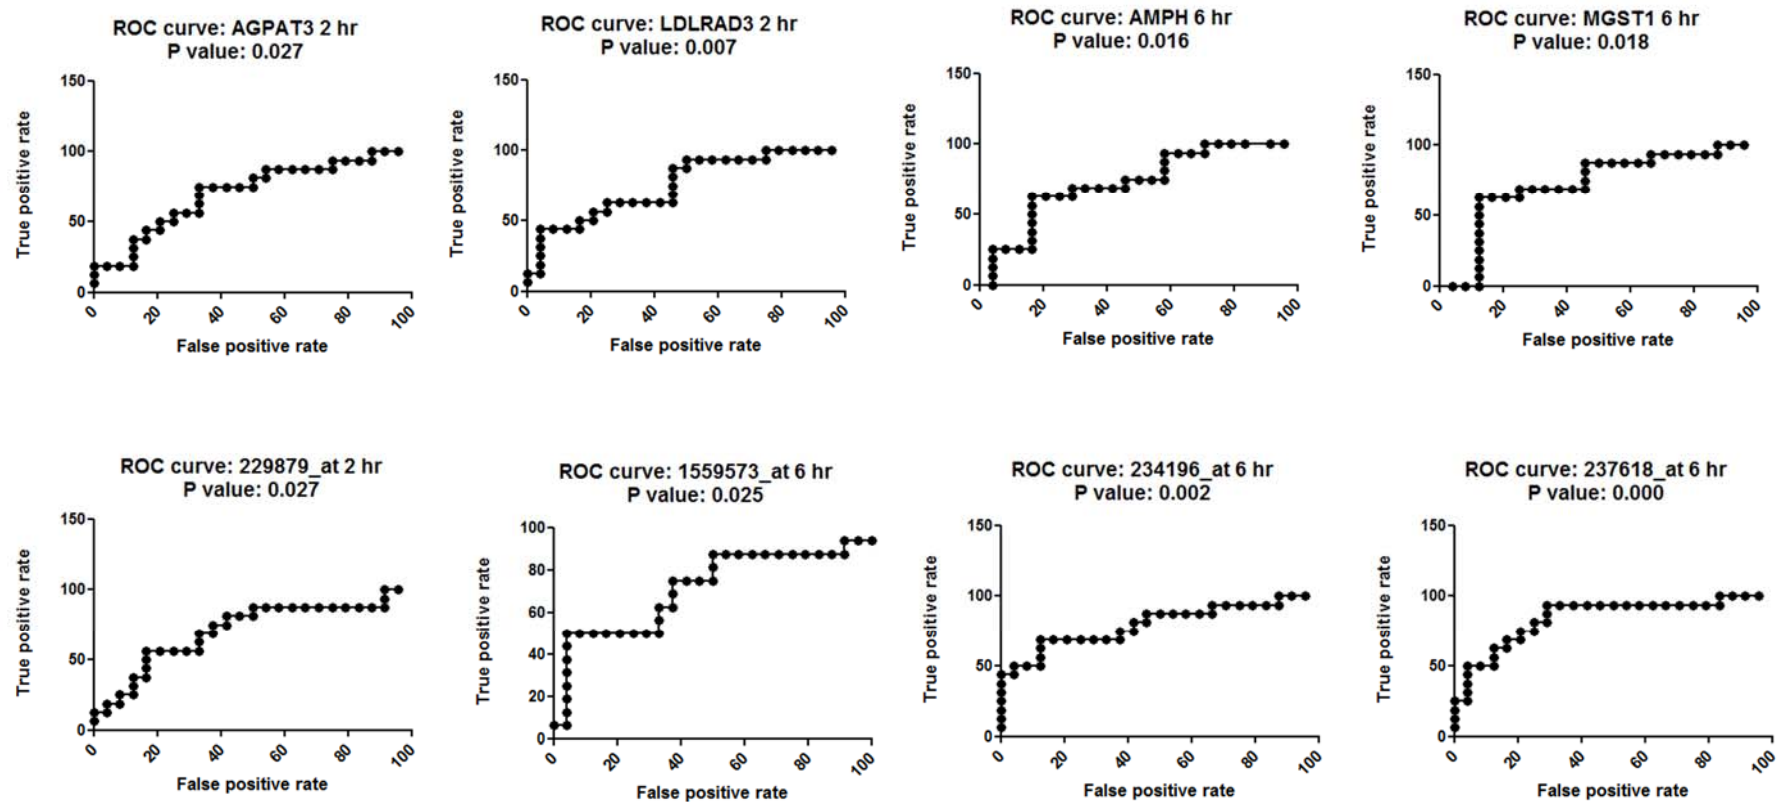 ROC curve: AGPAT3 2 hr
P value: 0.027
True positive rate
150
100
50
0
0 20 40 60 80 100
False positive rate
ROC curve: LDLRAD3 2 hr
P value: 0.007
True positive rate
150
100
50
0
0 20 40 60 80 100
False positive rate
ROC curve: AMPH 6 hr
P value: 0.016
True positive rate
150
100
50
0
0 20 40 60 80 100
False positive rate
ROC curve: MGST1 6 hr
P value: 0.018
True positive rate
150
100
50
0
0 20 40 60 80 100
False positive rate
ROC curve: 229879_at 2 hr
P value: 0.027
True positive rate
150
100
50
0
0 20 40 60 80 100
False positive rate
ROC curve: 1559573_at 6 hr
P value: 0.025
True positive rate
100
80
60
40
20
0
0 20 40 60 80 100
False positive rate
ROC curve: 234196_at 6 hr
P value: 0.002
True positive rate
150
100
50
0
0 20 40 60 80 100
False positive rate
ROC curve: 237618_at 6 hr
P value: 0.000
True positive rate
150
100
50
0
0 20 40 60 80 100
False positive rate